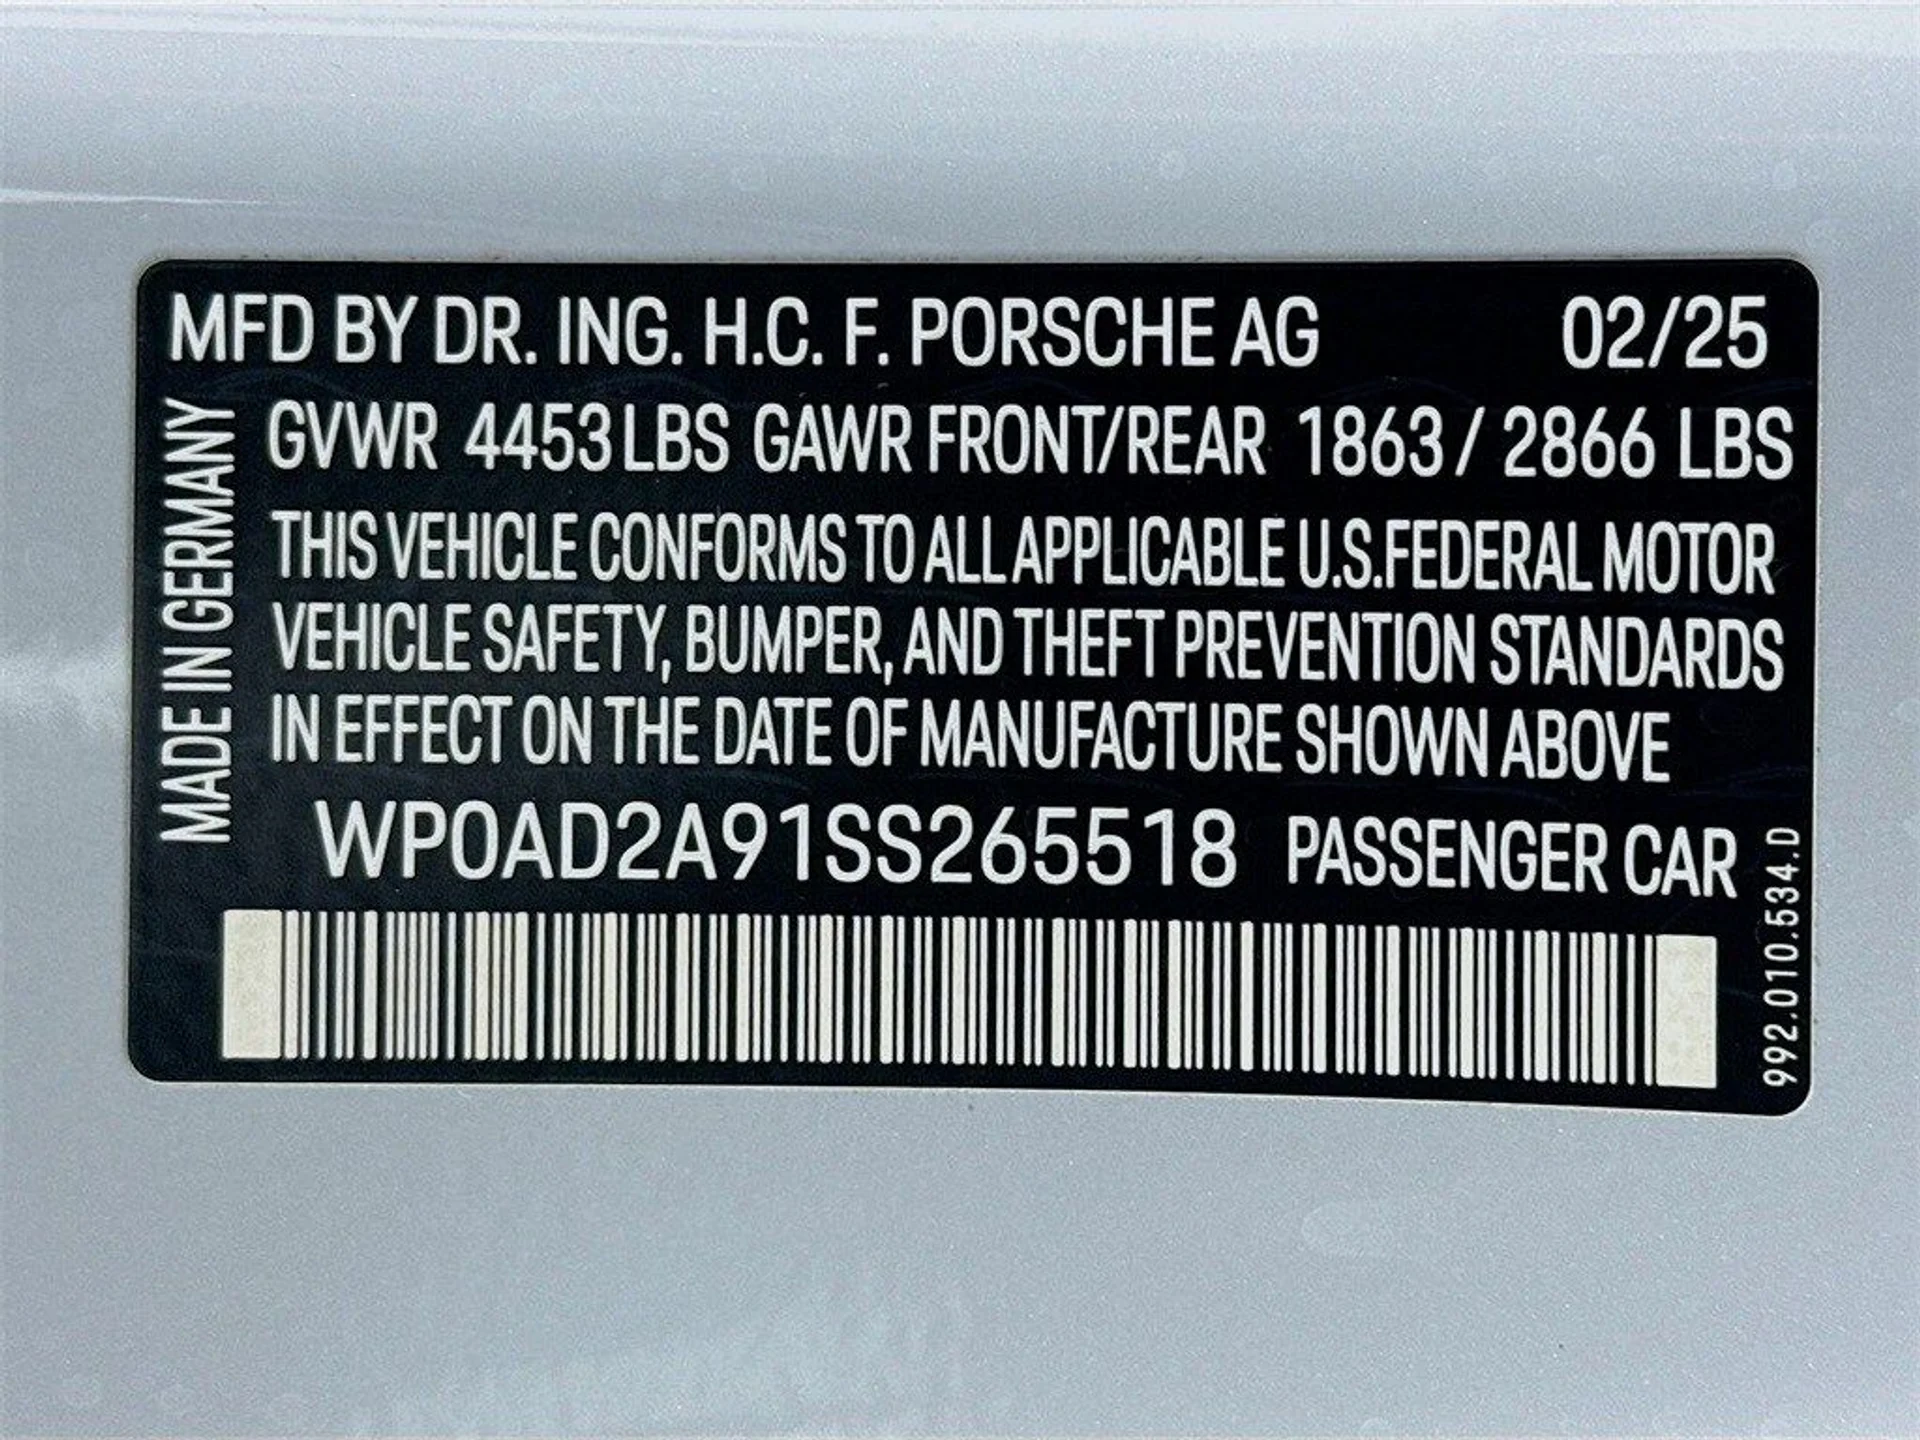 MFD BY DR. ING. H.C. F. PORSCHE AG 02/25
GVWR 4453 LBS GAWR FRONT/REAR 1863 / 2866 LBS
THIS VEHICLE CONFORMS TO ALL APPLICABLE U.S.FEDERAL MOTOR
VEHICLE SAFETY, BUMPER, AND THEFT PREVENTION STANDARDS
IN EFFECT ON THE DATE OF MANUFACTURE SHOWN ABOVE
WP0AD2A91SS265518 PASSENGER CAR
MADE IN GERMANY
992.010.534.D